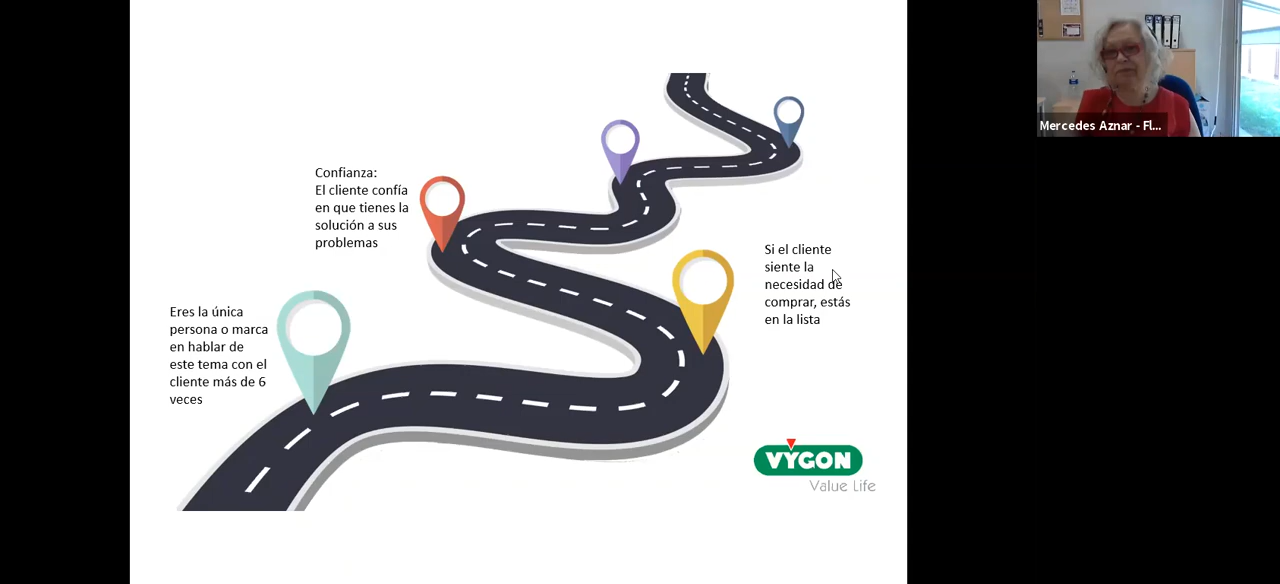 Confianza:
El cliente confía
en que tienes la
solución a sus
problemas
Si el cliente
siente la
necesidad de
comprar, estás
en la lista
Eres la única
persona o marca
en hablar de
este tema con el
cliente más de 6
veces
VYGON
Value Life
Mercedes Aznar - Fl...